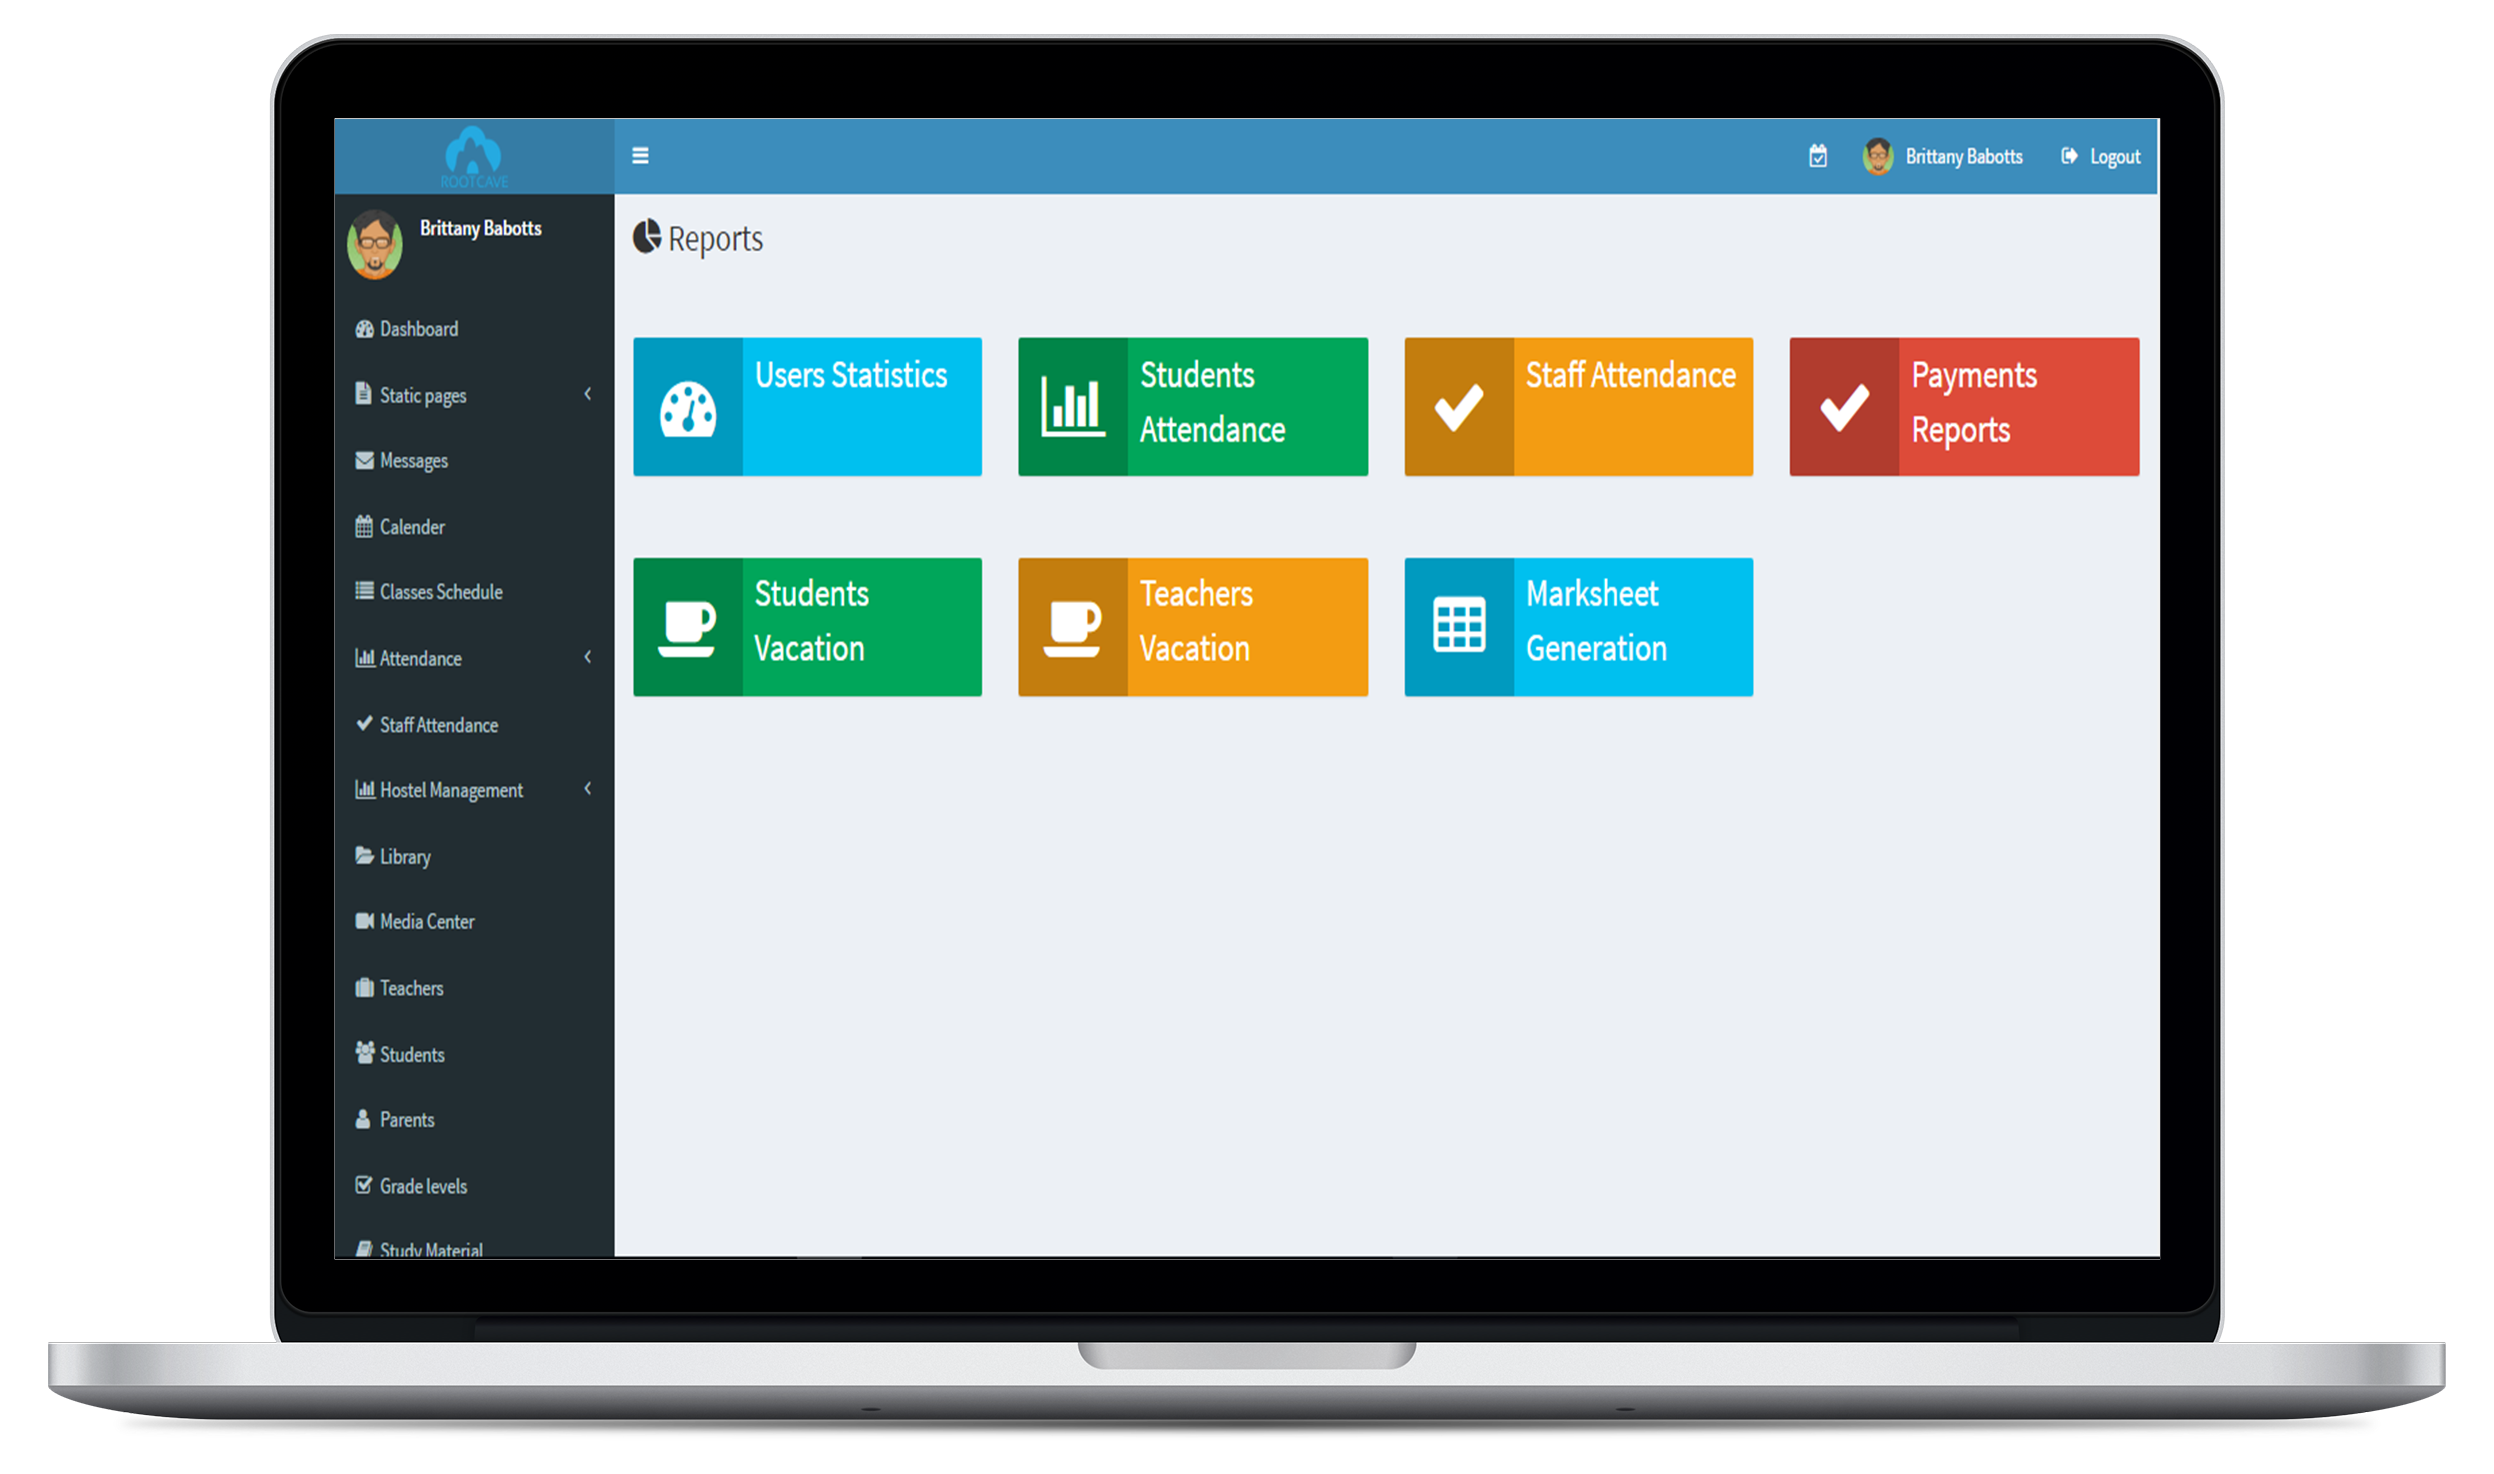 ROOTCAVE
Brittany Babotts
Logout
Brittany Babotts
Dashboard
Static pages
Messages
Calender
Classes Schedule
Attendance
Staff Attendance
Hostel Management
Library
Media Center
Teachers
Students
Parents
Grade levels
Study Material
Reports
Users Statistics
Students
Attendance
Staff Attendance
Payments
Reports
Students
Vacation
Teachers
Vacation
Marksheet
Generation